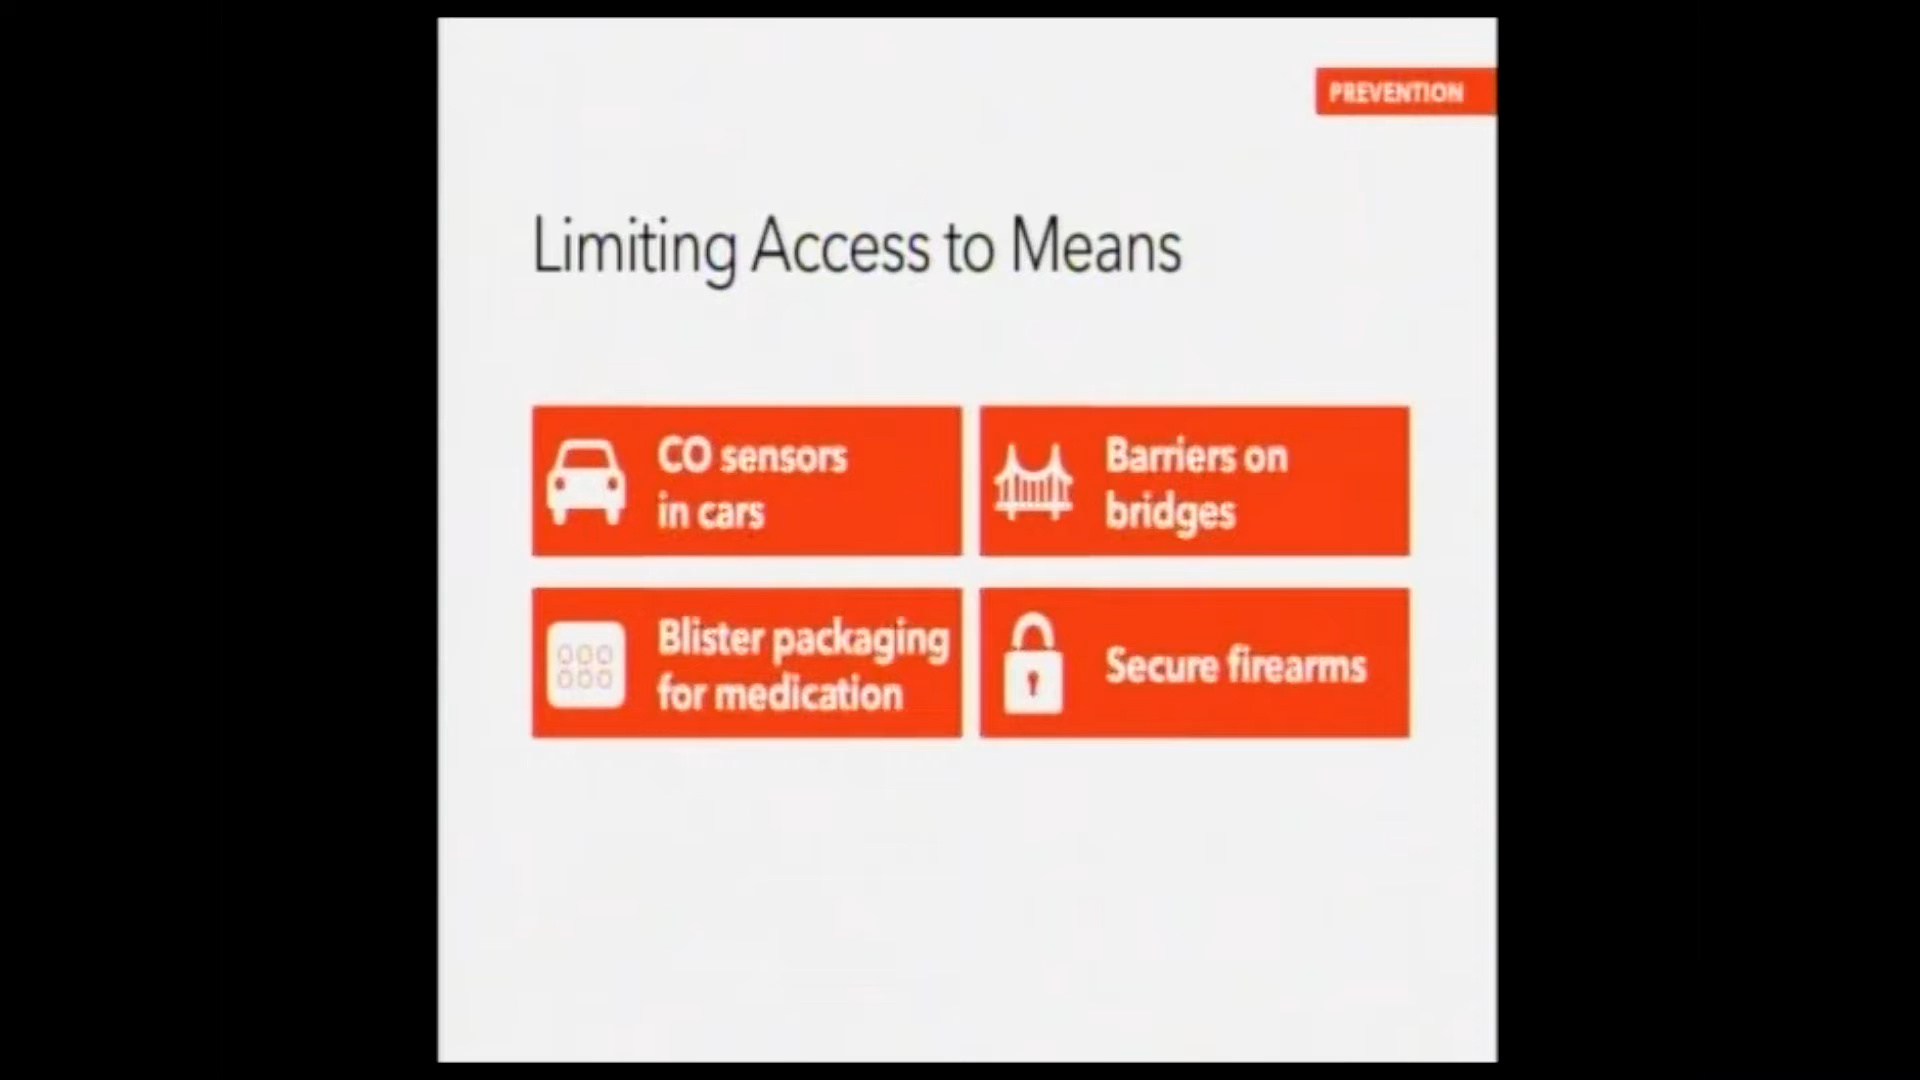 PREVENTION
Limiting Access to Means
CO sensors
in cars
Barriers on
bridges
Blister packaging
for medication
Secure firearms